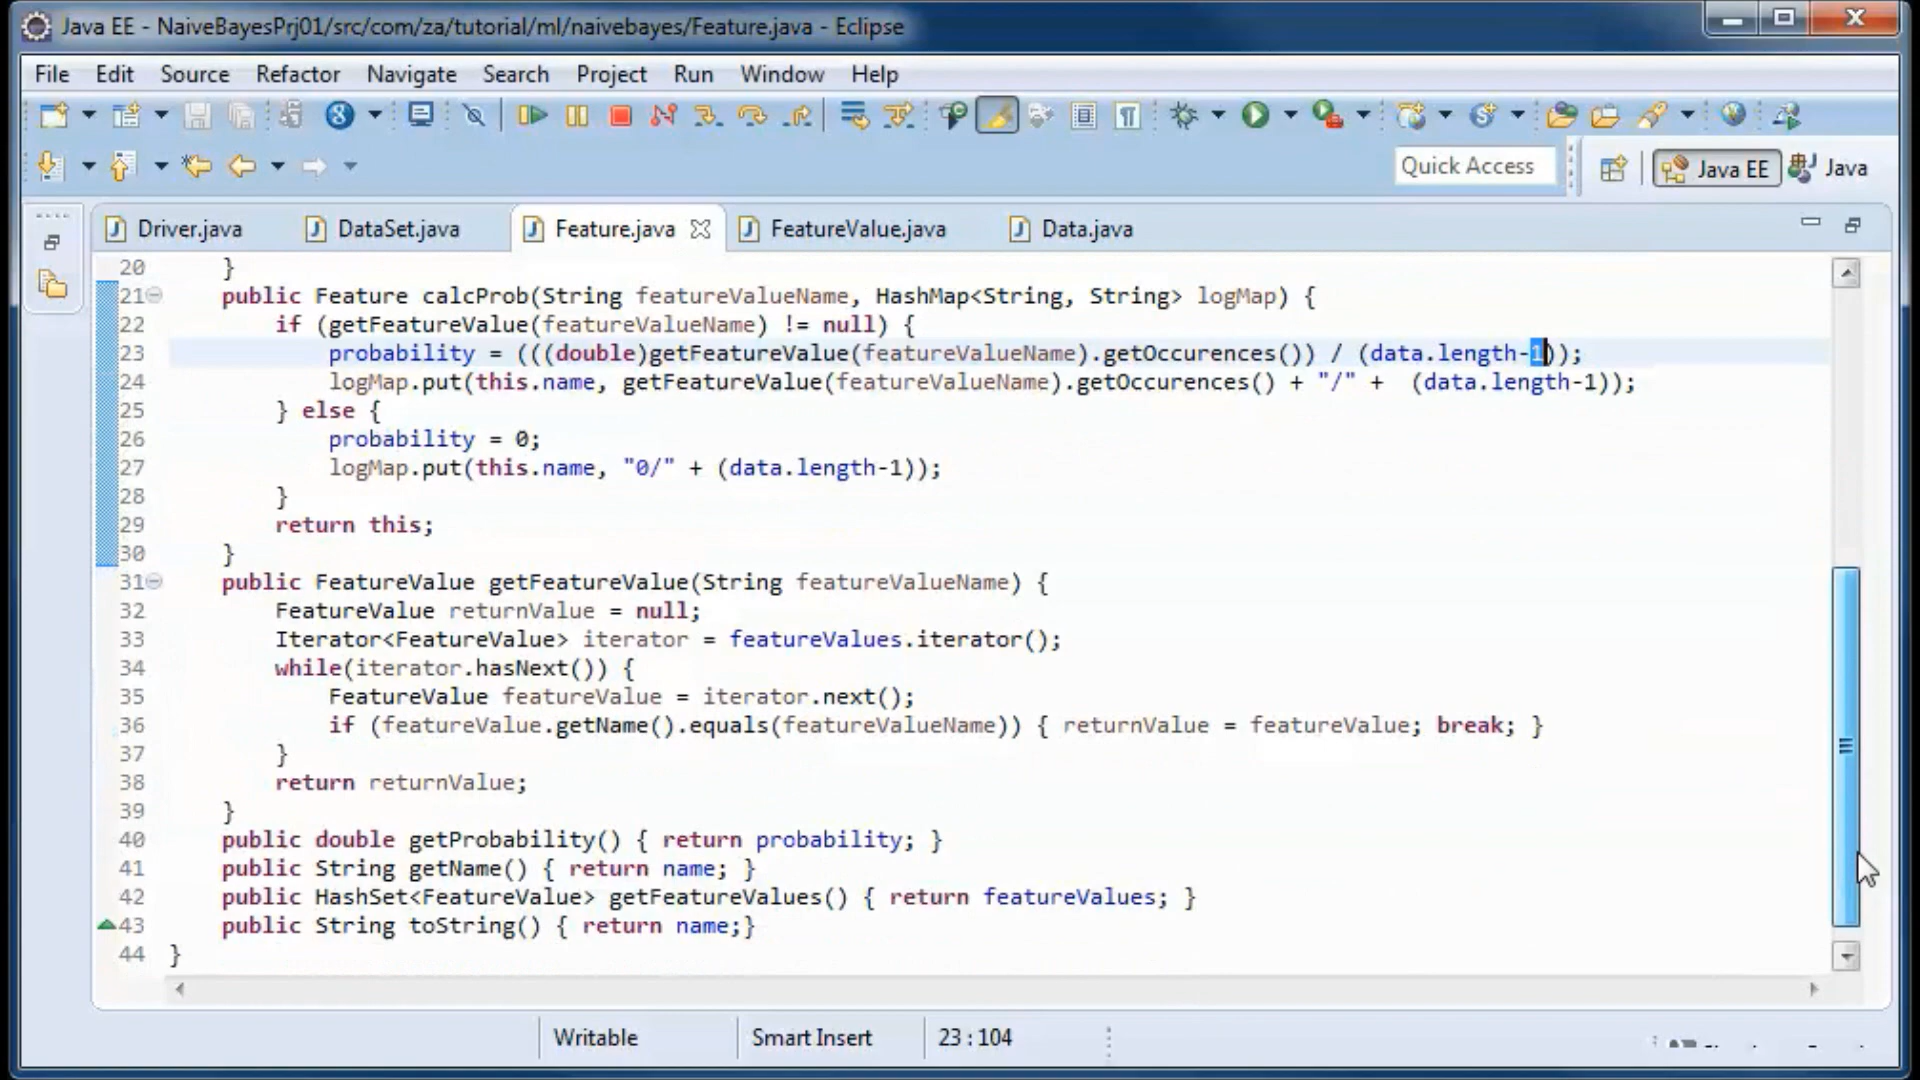 Java EE - NaiveBayesPrj01/src/com/za/tutorial/ml/naivebayes/Feature.java - Eclipse
File Edit Source Refactor Navigate Search Project Run Window Help
Quick Access Java EE Java
Driver.java DataSet.java Feature.java FeatureValue.java Data.java
20 }
21 public Feature calcProb(String featureValueName, HashMap<String, String> logMap) {
22 if (getFeatureValue(featureValueName) != null) {
23 probability = (((double)getFeatureValue(featureValueName).getOccurences()) / (data.length-1));
24 logMap.put(this.name, getFeatureValue(featureValueName).getOccurences() + "/" + (data.length-1));
25 } else {
26 probability = 0;
27 logMap.put(this.name, "0/" + (data.length-1));
28 }
29 return this;
30 }
31 public FeatureValue getFeatureValue(String featureValueName) {
32 FeatureValue returnValue = null;
33 Iterator<FeatureValue> iterator = featureValues.iterator();
34 while(iterator.hasNext()) {
35 FeatureValue featureValue = iterator.next();
36 if (featureValue.getName().equals(featureValueName)) { returnValue = featureValue; break; }
37 }
38 return returnValue;
39 }
40 public double getProbability() { return probability; }
41 public String getName() { return name; }
42 public HashSet<FeatureValue> getFeatureValues() { return featureValues; }
43 public String toString() { return name;}
44 }
Writable Smart Insert 23 : 104